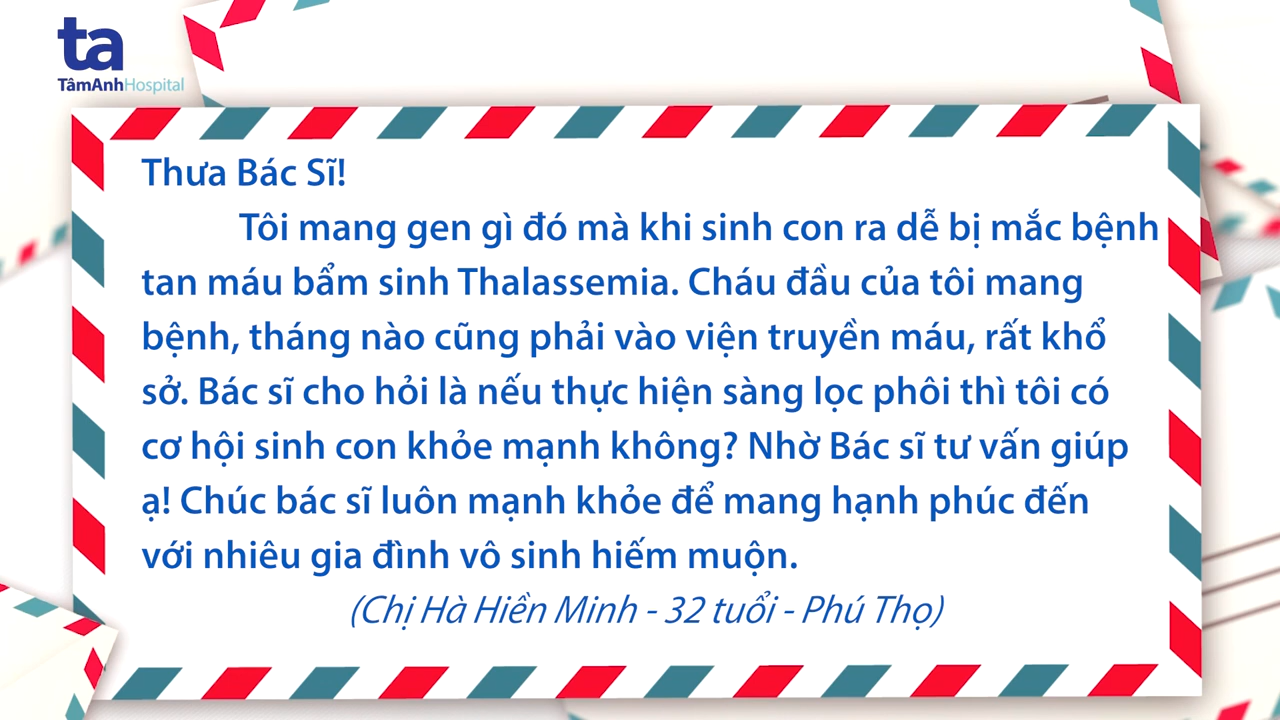 ta
TâmAnhHospital
Thưa Bác Sĩ!
Tôi mang gen gì đó mà khi sinh con ra dễ bị mắc bệnh
tan máu bẩm sinh Thalassemia. Cháu đầu của tôi mang
bệnh, tháng nào cũng phải vào viện truyền máu, rất khổ
sở. Bác sĩ cho hỏi là nếu thực hiện sàng lọc phôi thì tôi có
cơ hội sinh con khỏe mạnh không? Nhờ Bác sĩ tư vấn giúp
ạ! Chúc bác sĩ luôn mạnh khỏe để mang hạnh phúc đến
với nhiêu gia đình vô sinh hiếm muộn.
(Chị Hà Hiền Minh - 32 tuổi - Phú Thọ)